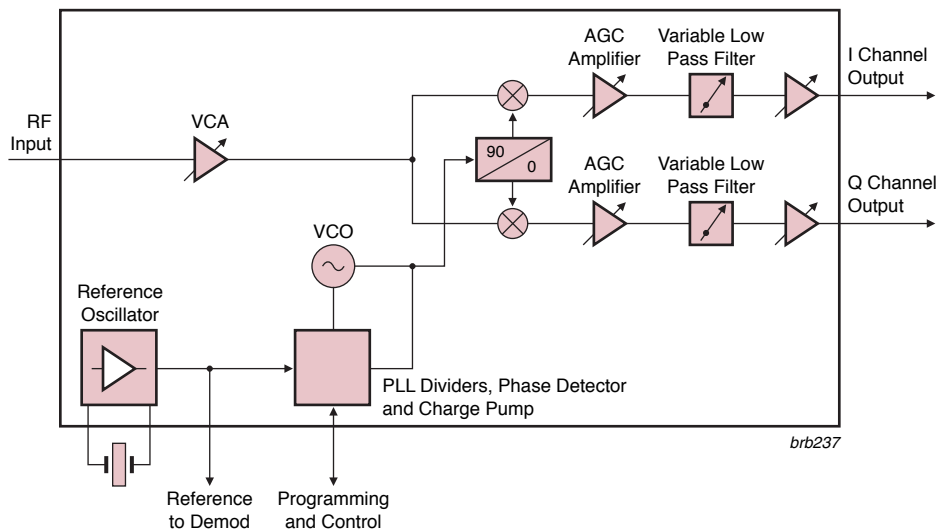 AGC
Amplifier
Variable Low
Pass Filter
I Channel
Output
RF
Input
VCA
90
0
AGC
Amplifier
Variable Low
Pass Filter
Q Channel
Output
VCO
Reference
Oscillator
PLL Dividers, Phase Detector
and Charge Pump
brb237
Reference
to Demod
Programming
and Control